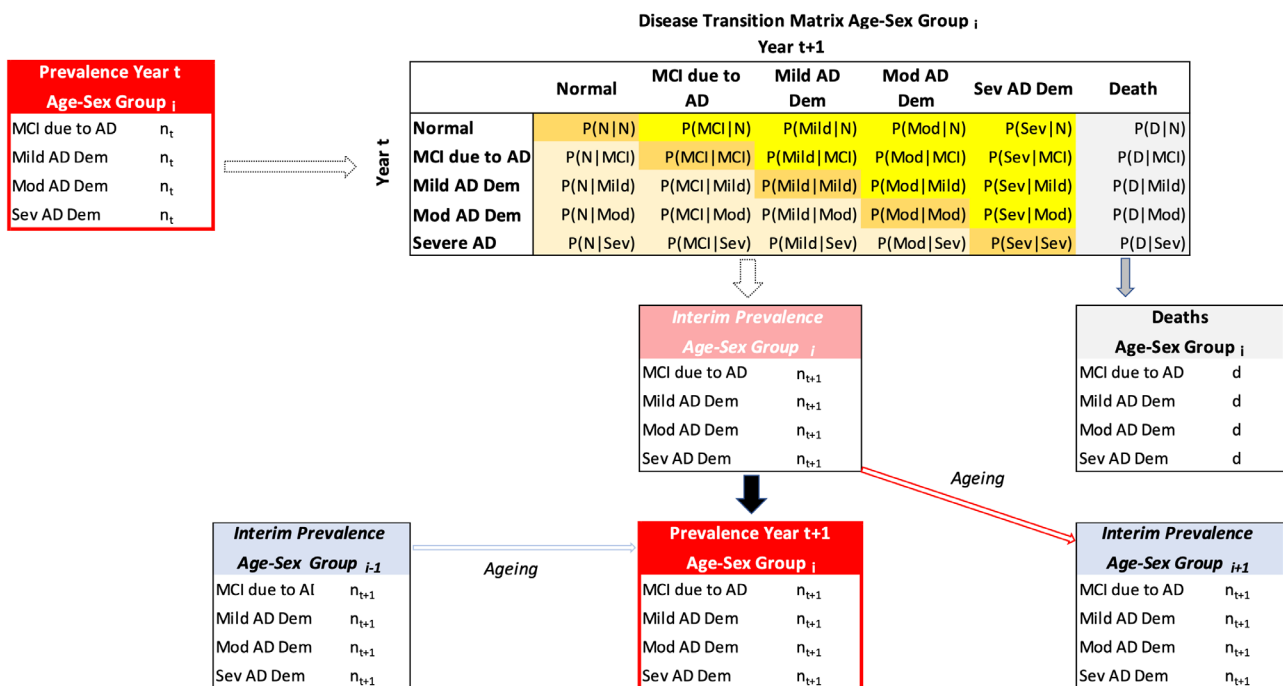 Disease Transition Matrix Age-Sex Group i
Year t+1
Prevalence Year t
Age-Sex Group i
MCI due to AD nt
Mild AD Dem nt
Mod AD Dem nt
Sev AD Dem nt
Year t
Normal MCI due to AD Mild AD Dem Mod AD Dem Sev AD Dem Death
Normal P(N|N) P(MCI|N) P(Mild|N) P(Mod|N) P(Sev|N) P(D|N)
MCI due to AD P(N|MCI) P(MCI|MCI) P(Mild|MCI) P(Mod|MCI) P(Sev|MCI) P(D|MCI)
Mild AD Dem P(N|Mild) P(MCI|Mild) P(Mild|Mild) P(Mod|Mild) P(Sev|Mild) P(D|Mild)
Mod AD Dem P(N|Mod) P(MCI|Mod) P(Mild|Mod) P(Mod|Mod) P(Sev|Mod) P(D|Mod)
Severe AD P(N|Sev) P(MCI|Sev) P(Mild|Sev) P(Mod|Sev) P(Sev|Sev) P(D|Sev)
Interim Prevalence
Age-Sex Group i
MCI due to AD nt+1
Mild AD Dem nt+1
Mod AD Dem nt+1
Sev AD Dem nt+1
Deaths
Age-Sex Group i
MCI due to AD d
Mild AD Dem d
Mod AD Dem d
Sev AD Dem d
Ageing
Interim Prevalence
Age-Sex Group i-1
MCI due to AD nt+1
Mild AD Dem nt+1
Mod AD Dem nt+1
Sev AD Dem nt+1
Ageing
Prevalence Year t+1
Age-Sex Group i
MCI due to AD nt+1
Mild AD Dem nt+1
Mod AD Dem nt+1
Sev AD Dem nt+1
Interim Prevalence
Age-Sex Group i+1
MCI due to AD nt+1
Mild AD Dem nt+1
Mod AD Dem nt+1
Sev AD Dem nt+1